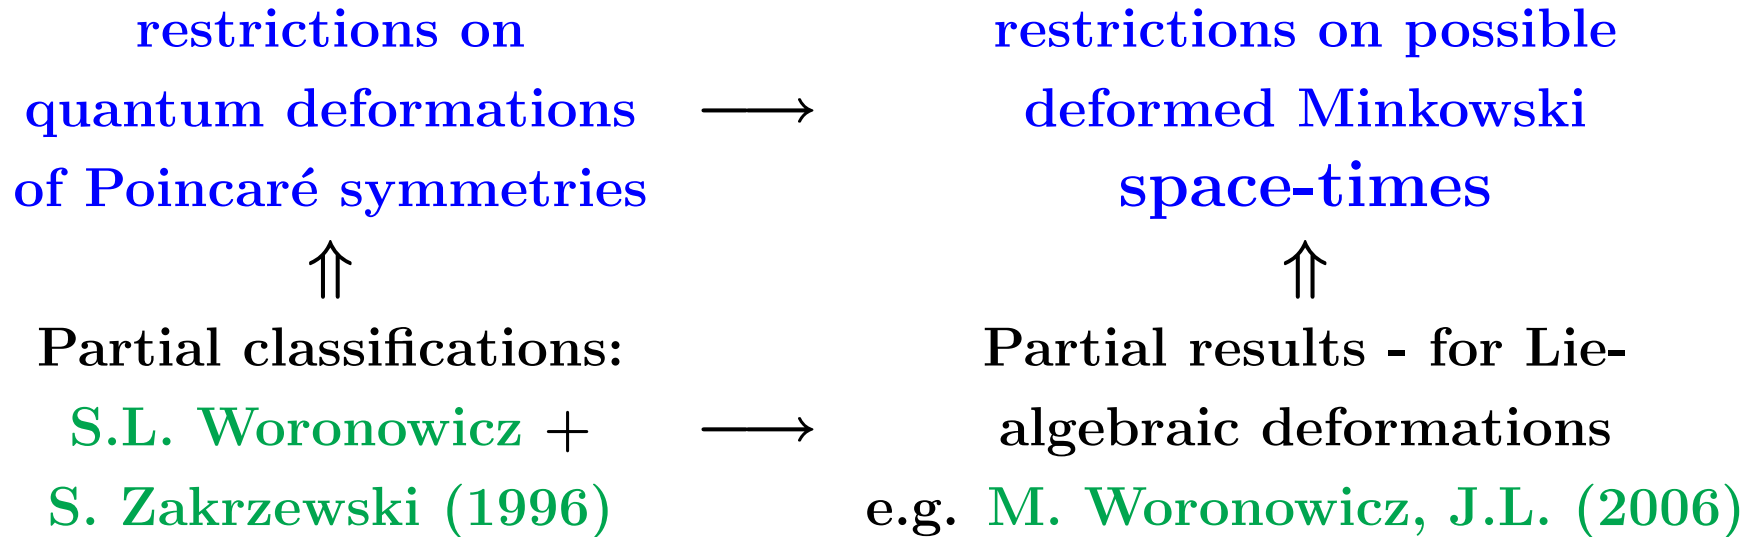 restrictions on
quantum deformations
of Poincaré symmetries
⟶
restrictions on possible
deformed Minkowski
space-times
⇑
⇑
Partial classifications:
S.L. Woronowicz +
S. Zakrzewski (1996)
⟶
Partial results - for Lie-
algebraic deformations
e.g. M. Woronowicz, J.L. (2006)